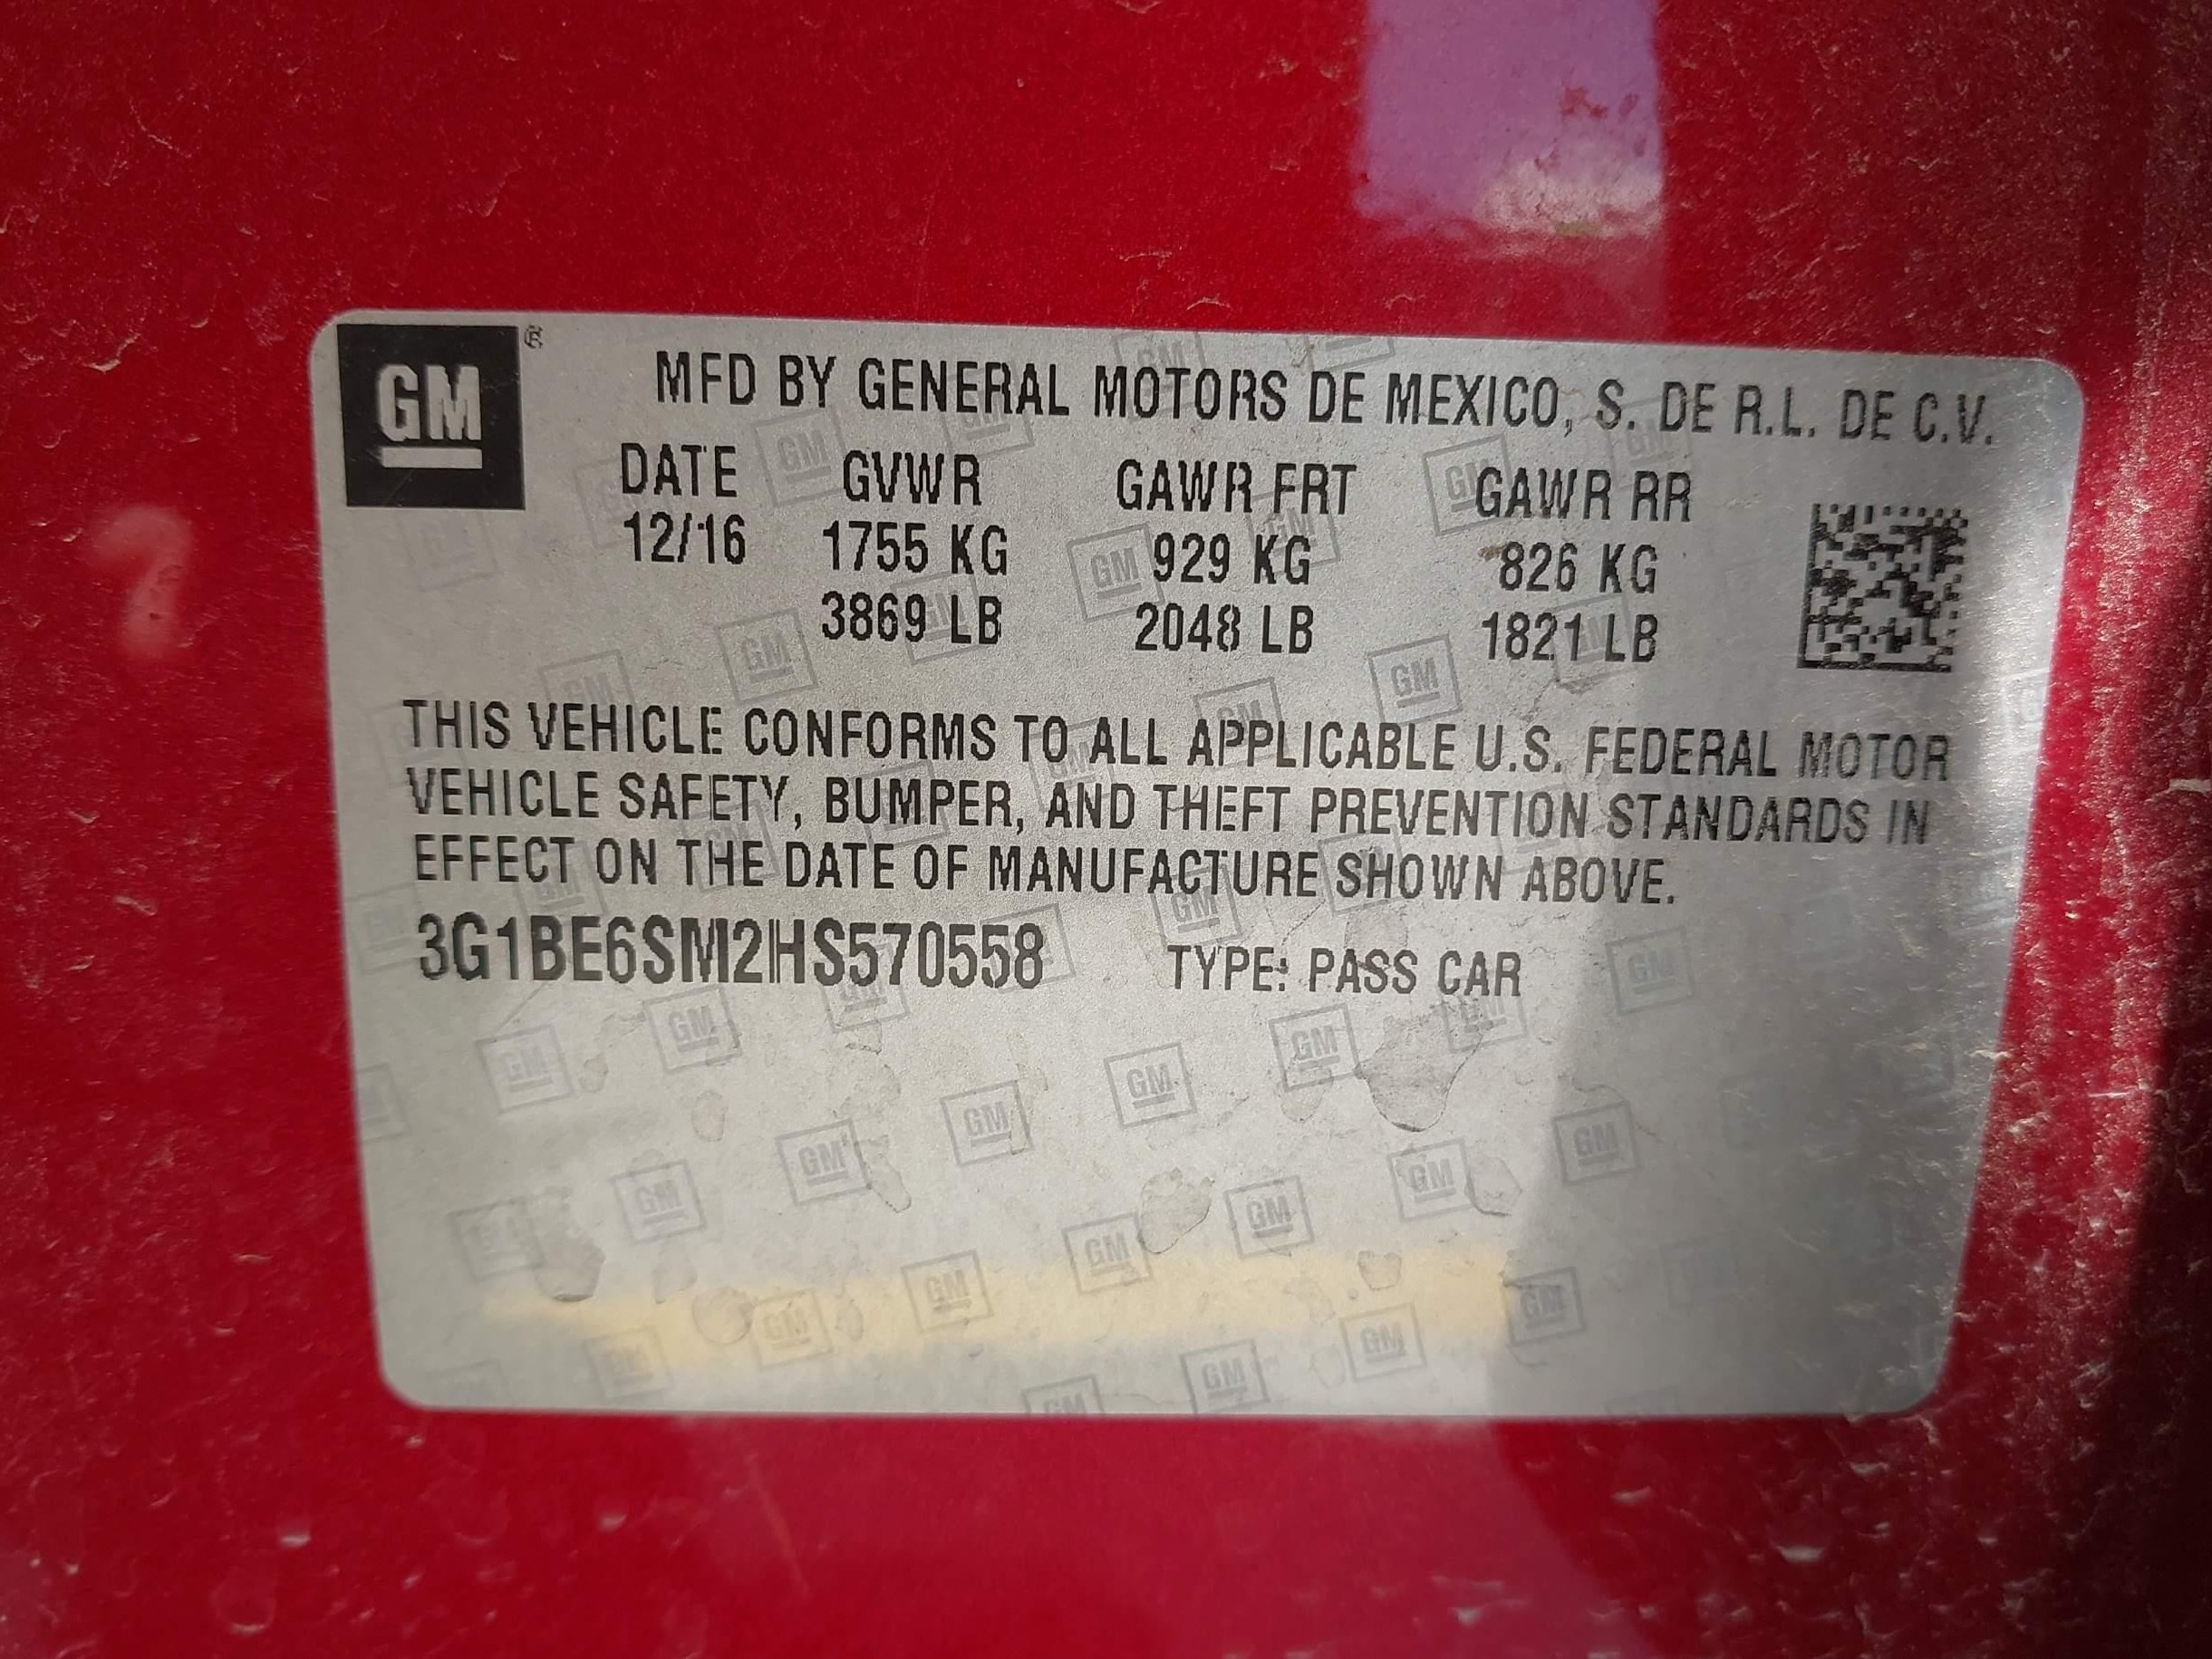 GM®
MFD BY GENERAL MOTORS DE MEXICO, S. DE R.L. DE C.V.
DATE GVWR GAWR FRT GAWR RR
12/16 1755 KG 929 KG 826 KG
3869 LB 2048 LB 1821 LB
THIS VEHICLE CONFORMS TO ALL APPLICABLE U.S. FEDERAL MOTOR
VEHICLE SAFETY, BUMPER, AND THEFT PREVENTION STANDARDS IN
EFFECT ON THE DATE OF MANUFACTURE SHOWN ABOVE.
3G1BE6SM2HS570558 TYPE: PASS CAR